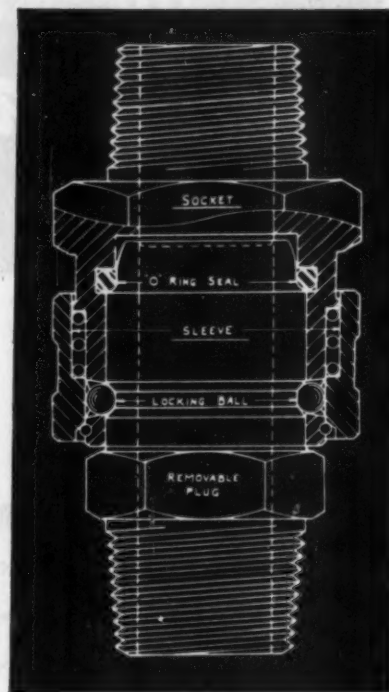 SOCKET
"O" RING SEAL
SLEEVE
LOCKING BALL
REMOVABLE
PLUG